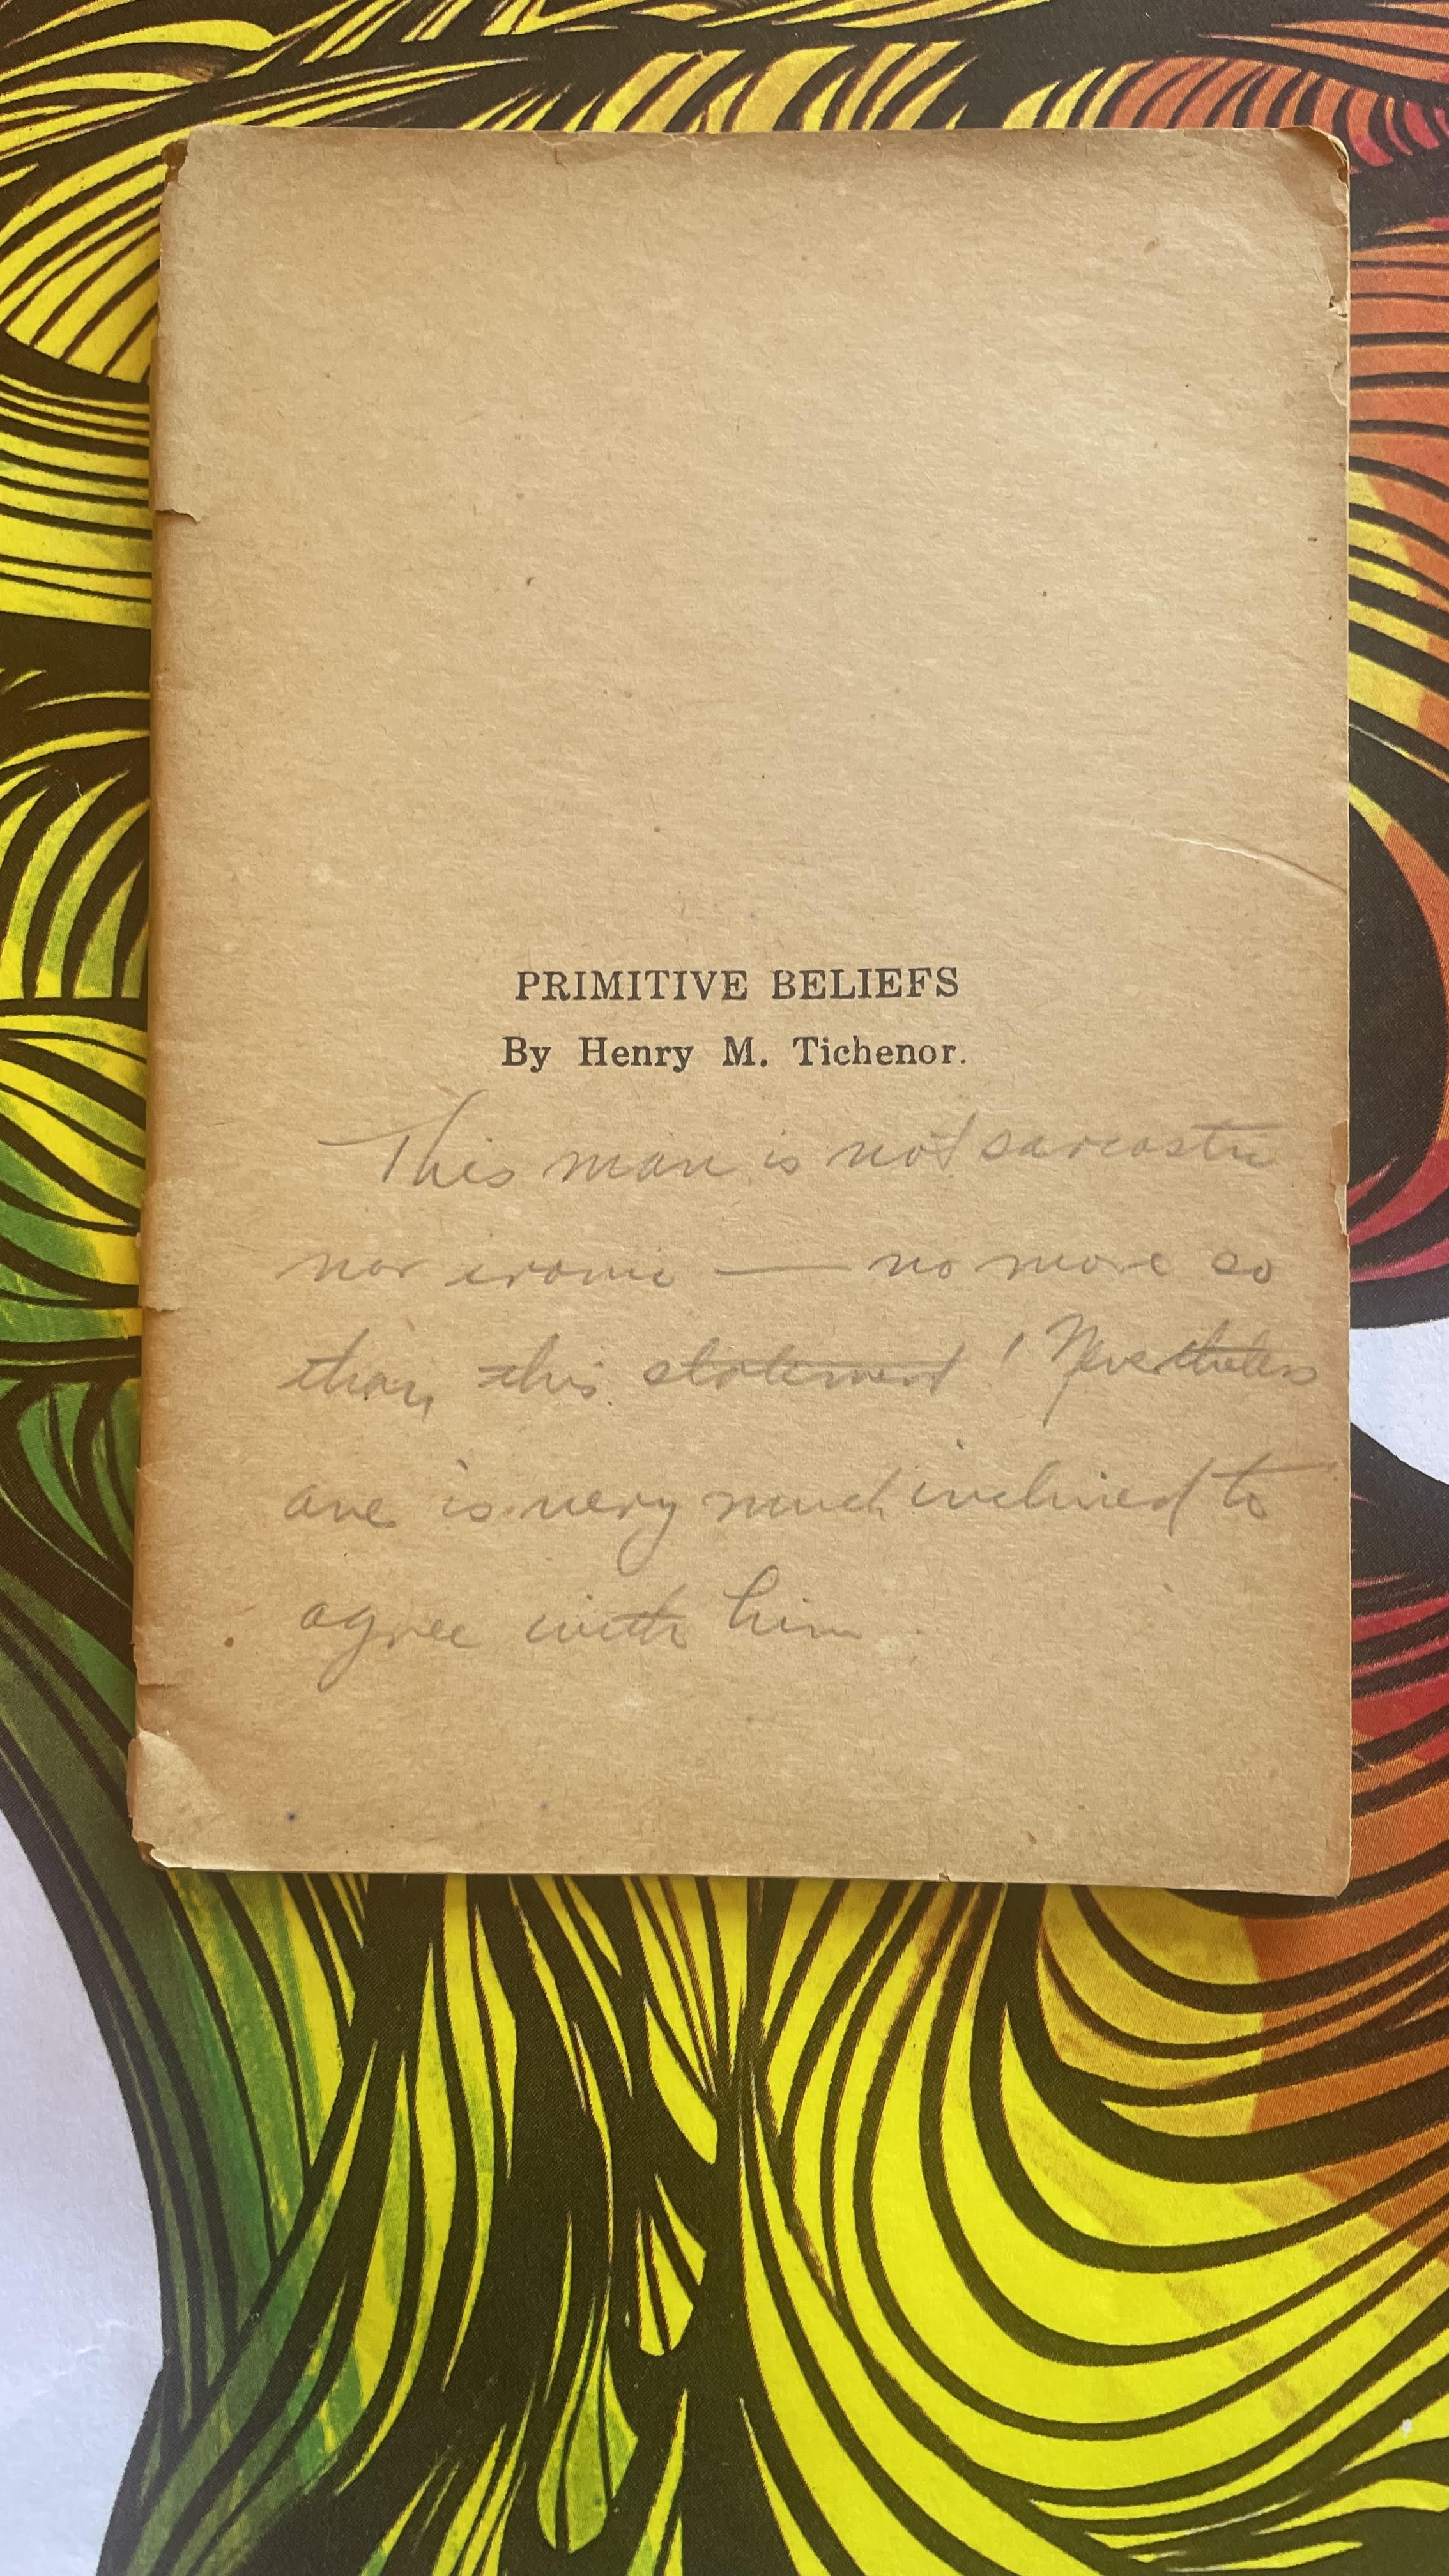 PRIMITIVE BELIEFS
By Henry M. Tichenor.
This man is not sarcastic
nor ironic — no more so
than this statement! Nevertheless
one is very much inclined to
agree with him.